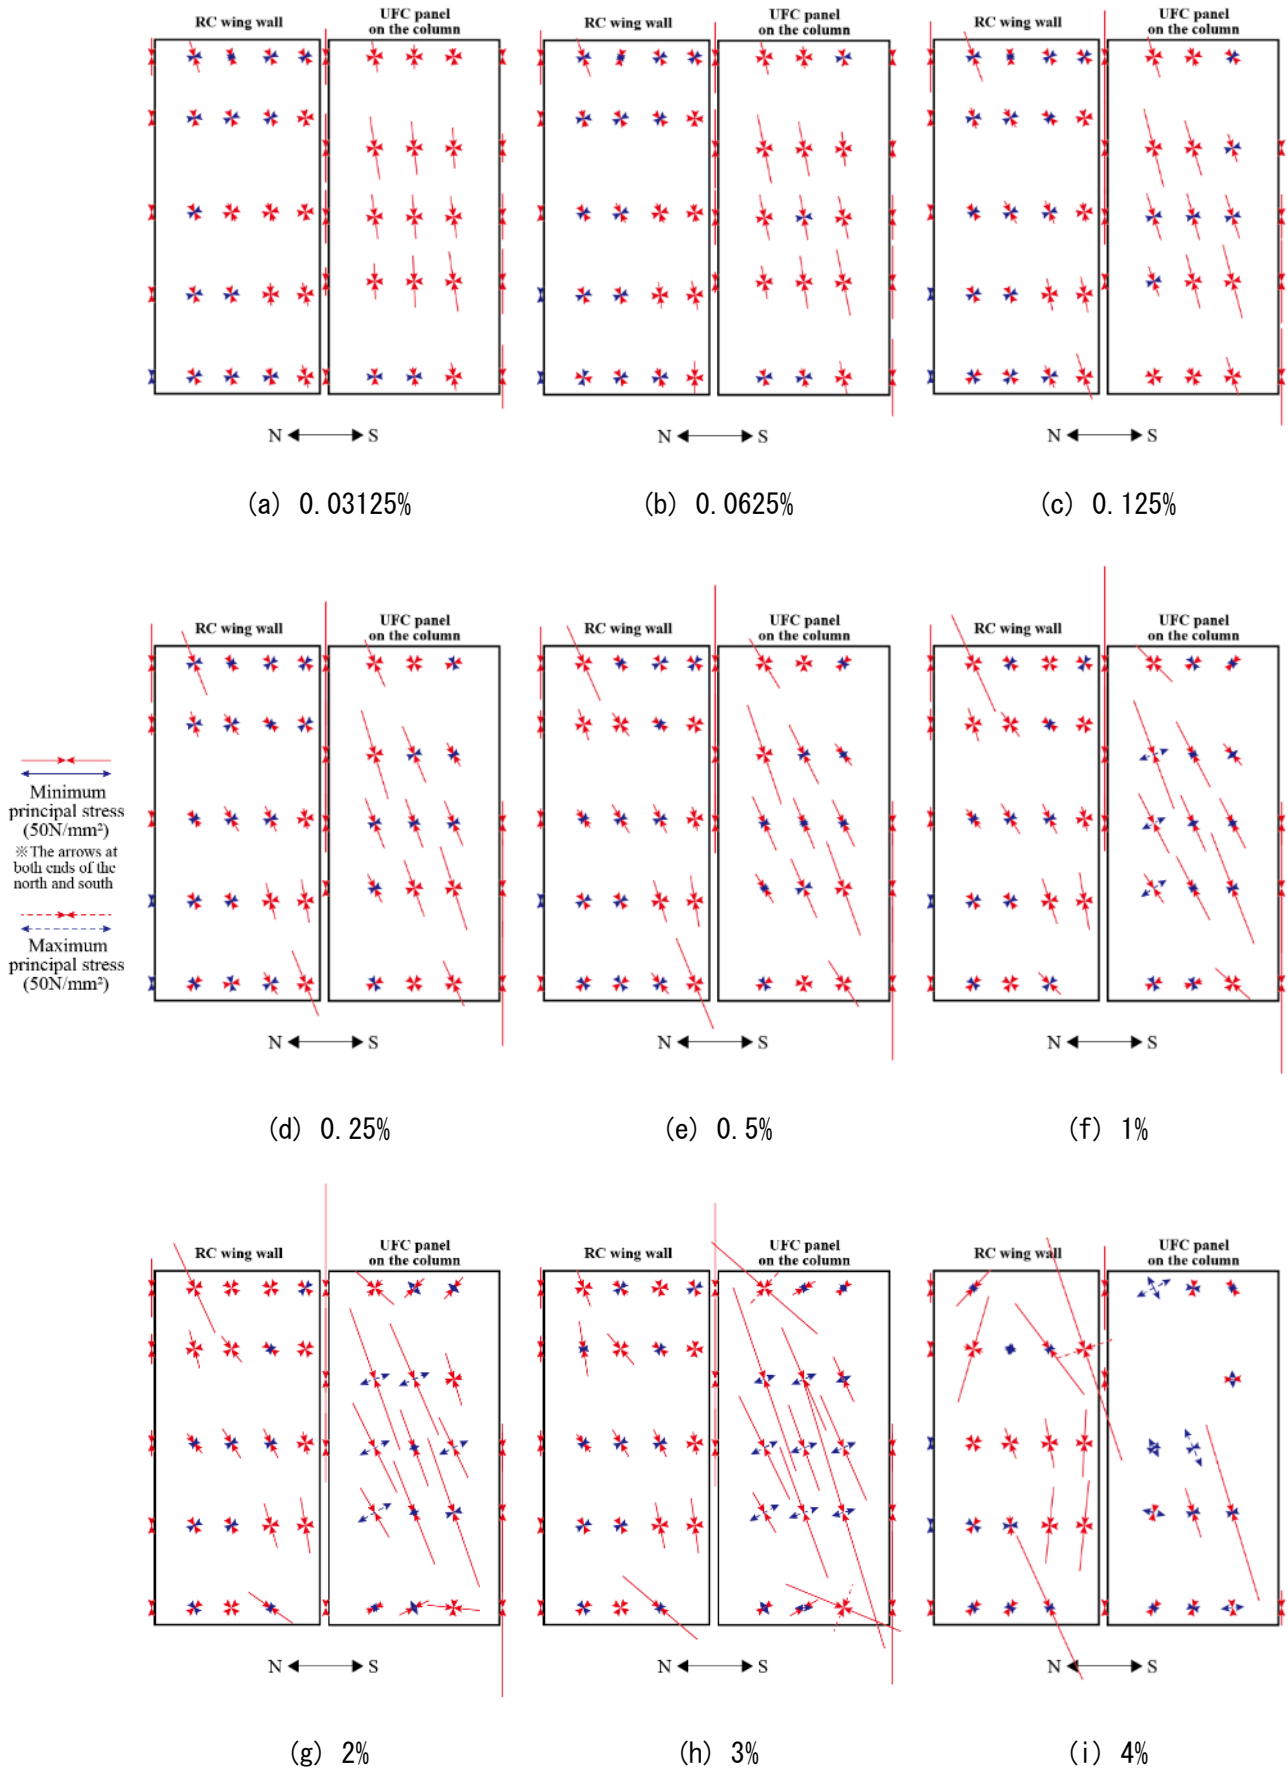 RC wing wall
UFC panel
on the column
RC wing wall
UFC panel
on the column
RC wing wall
UFC panel
on the column
N
S
N
S
N
S
(a) 0.03125%
(b) 0.0625%
(c) 0.125%
RC wing wall
UFC panel
on the column
RC wing wall
UFC panel
on the column
RC wing wall
UFC panel
on the column
Minimum
principal stress
(50N/mm²)
※The arrows at
both ends of the
north and south
Maximum
principal stress
(50N/mm²)
N
S
N
S
N
S
(d) 0.25%
(e) 0.5%
(f) 1%
RC wing wall
UFC panel
on the column
RC wing wall
UFC panel
on the column
RC wing wall
UFC panel
on the column
N
S
N
S
N
S
(g) 2%
(h) 3%
(i) 4%